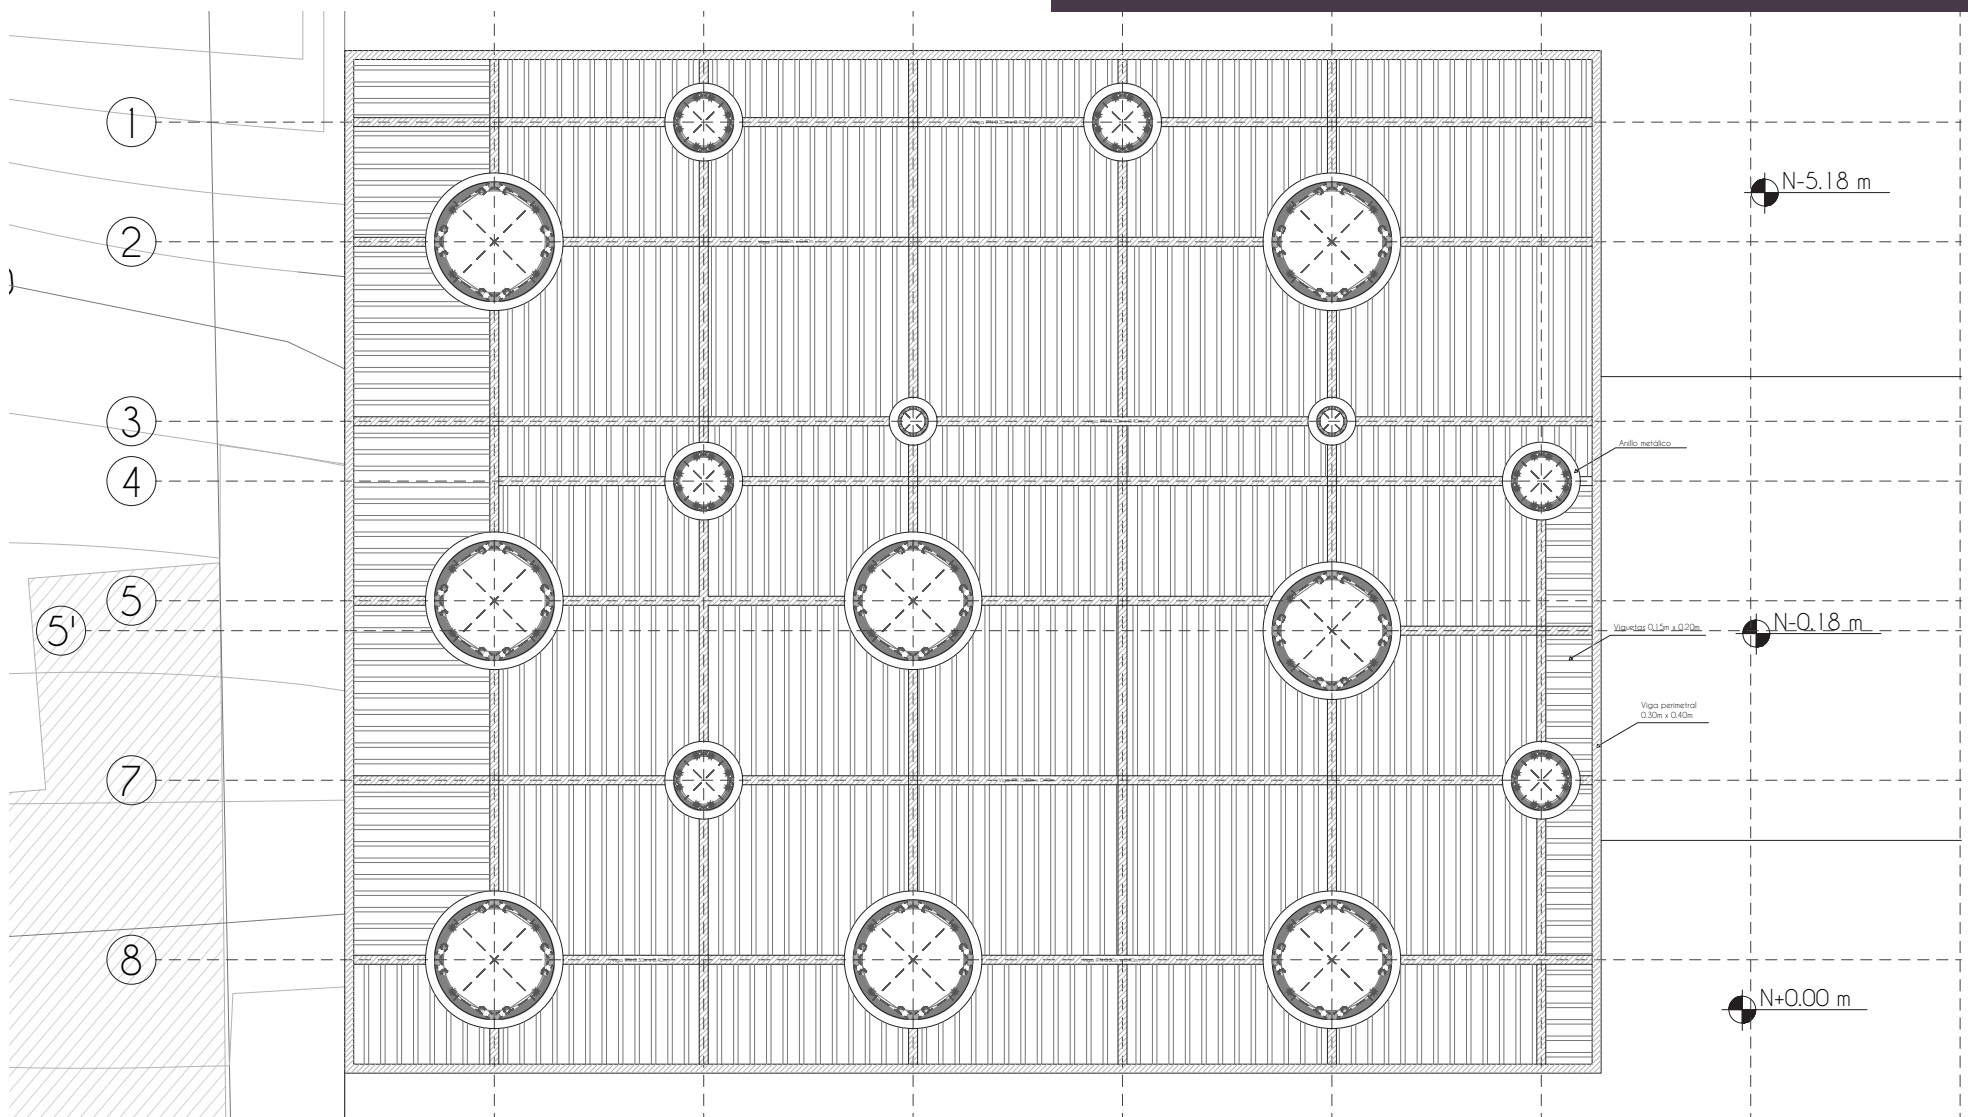 1
N-5.18 m
2
3
Anillo metálico
4
5
5'
Viguetas 0.15m x 0.20m
N-0.18 m
Viga perimetral
0.30m x 0.40m
7
8
N+0.00 m